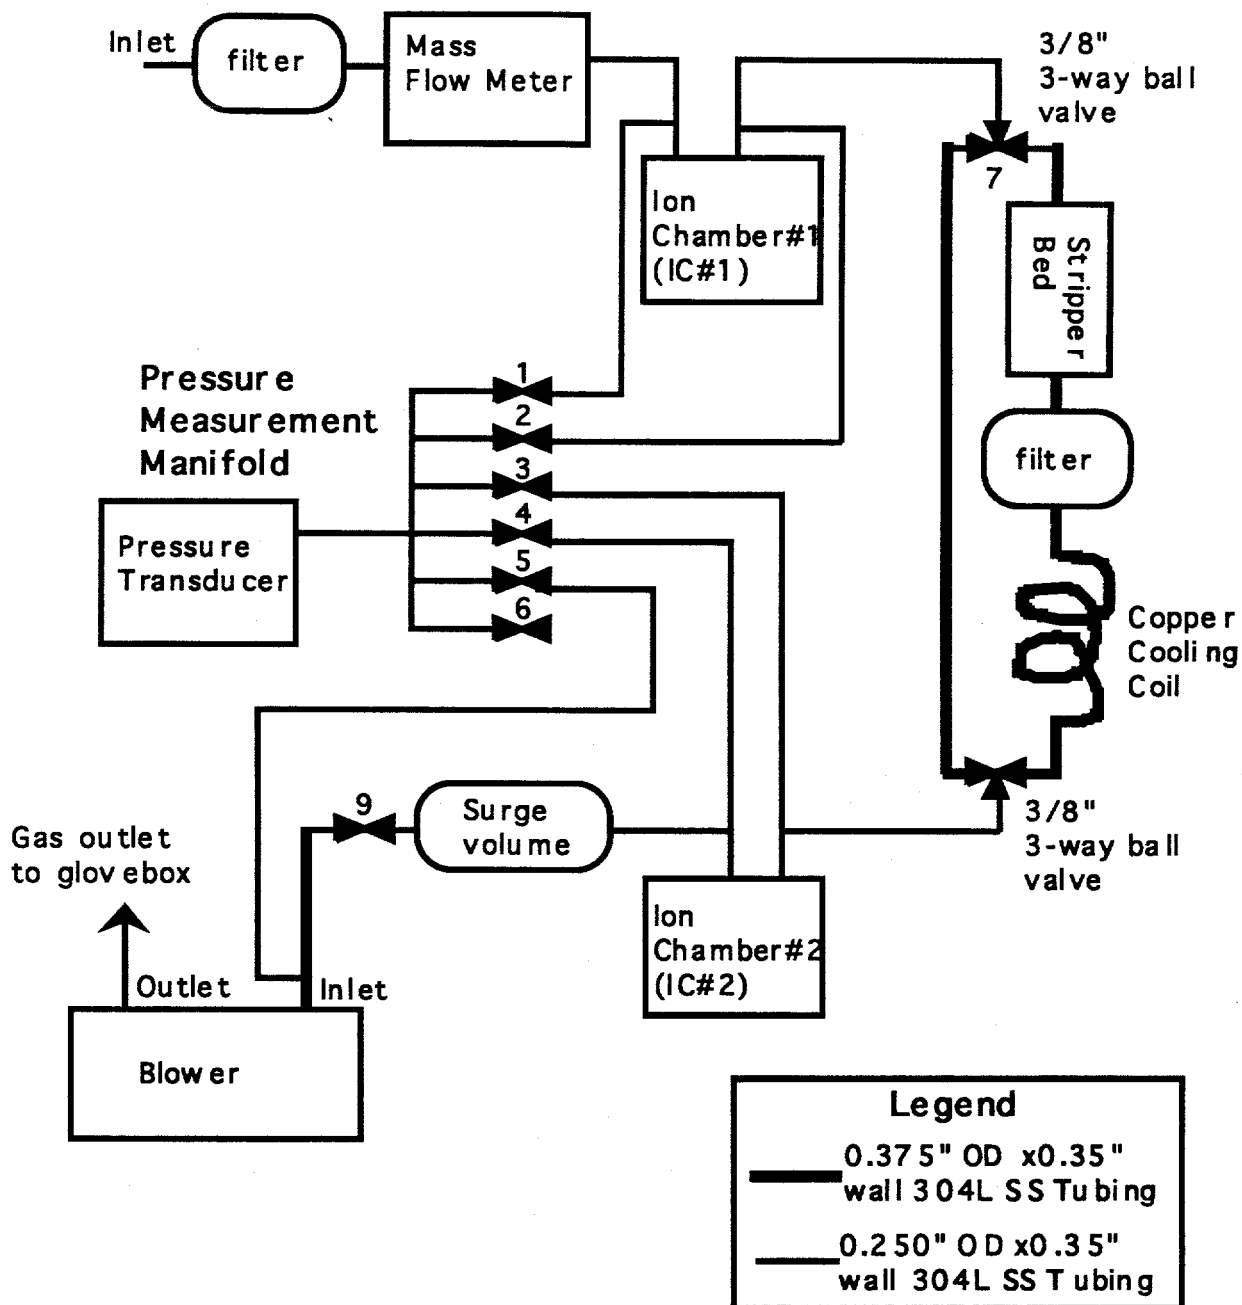 Inlet
filter
Mass
Flow Meter
3/8"
3-way ball
valve
7
Ion
Chamber#1
(IC#1)
Stripper
Bed
filter
Pressure
Measurement
Manifold
1
2
3
4
5
6
Pressure
Transducer
Copper
Cooling
Coil
9
Surge
volume
3/8"
3-way ball
valve
Gas outlet
to glovebox
Ion
Chamber#2
(IC#2)
Outlet
Inlet
Blower
Legend
0.375" OD x0.35"
wall 304L SS Tubing
0.250" OD x0.35"
wall 304L SS Tubing